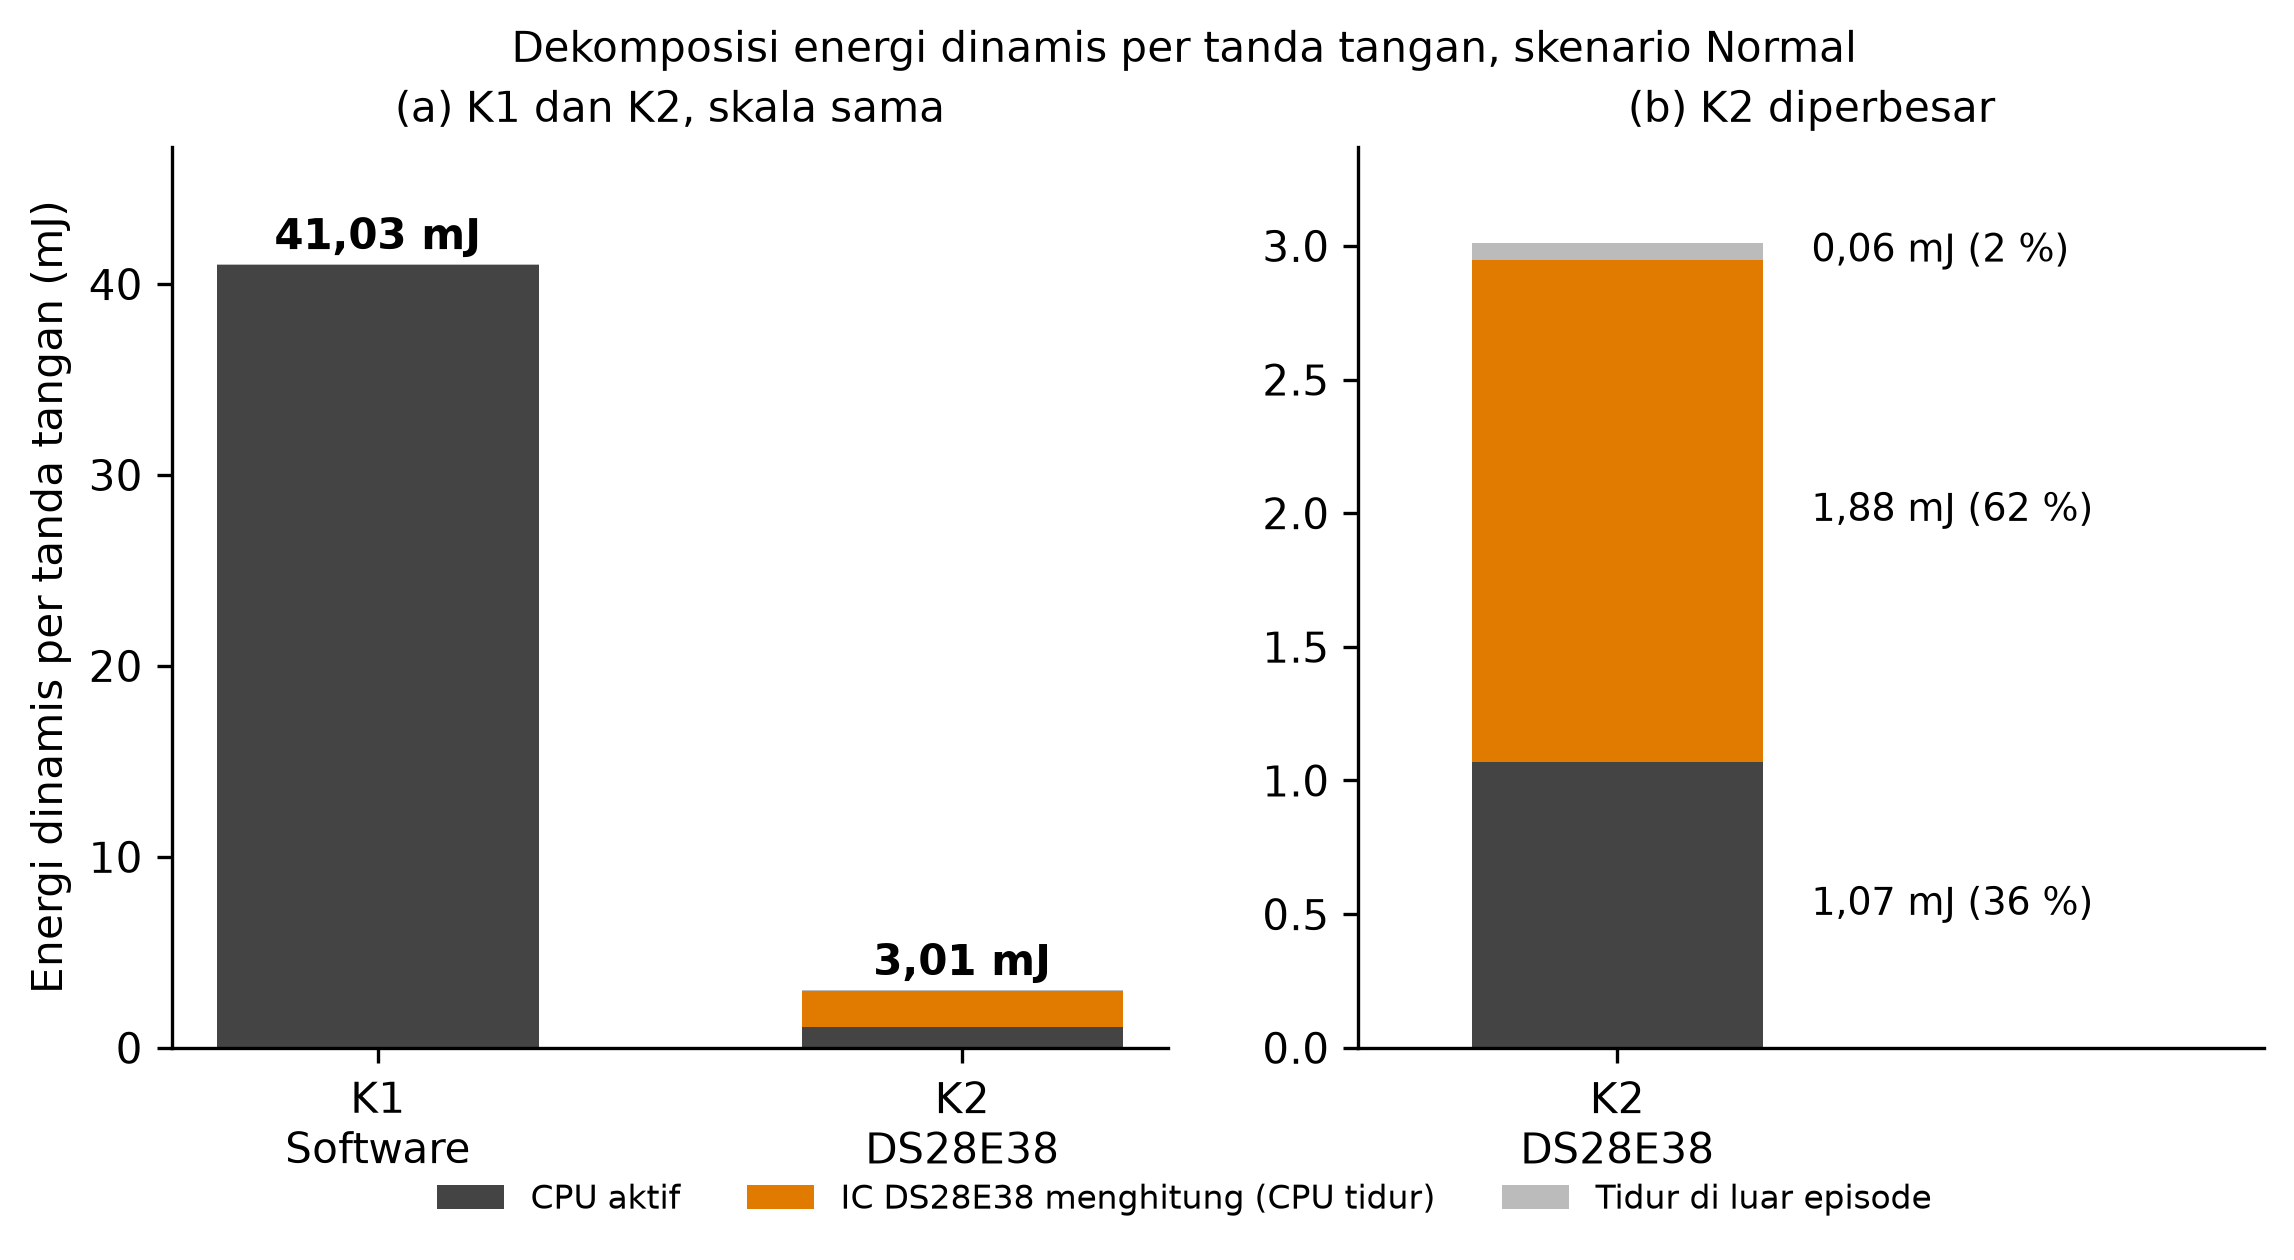 Dekomposisi energi dinamis per tanda tangan, skenario Normal
(a) K1 dan K2, skala sama
Energi dinamis per tanda tangan (mJ)
40
30
20
10
0
41,03 mJ
3,01 mJ
K1
Software
K2
DS28E38
(b) K2 diperbesar
3.0
2.5
2.0
1.5
1.0
0.5
0.0
0,06 mJ (2 %)
1,88 mJ (62 %)
1,07 mJ (36 %)
K2
DS28E38
CPU aktif
IC DS28E38 menghitung (CPU tidur)
Tidur di luar episode